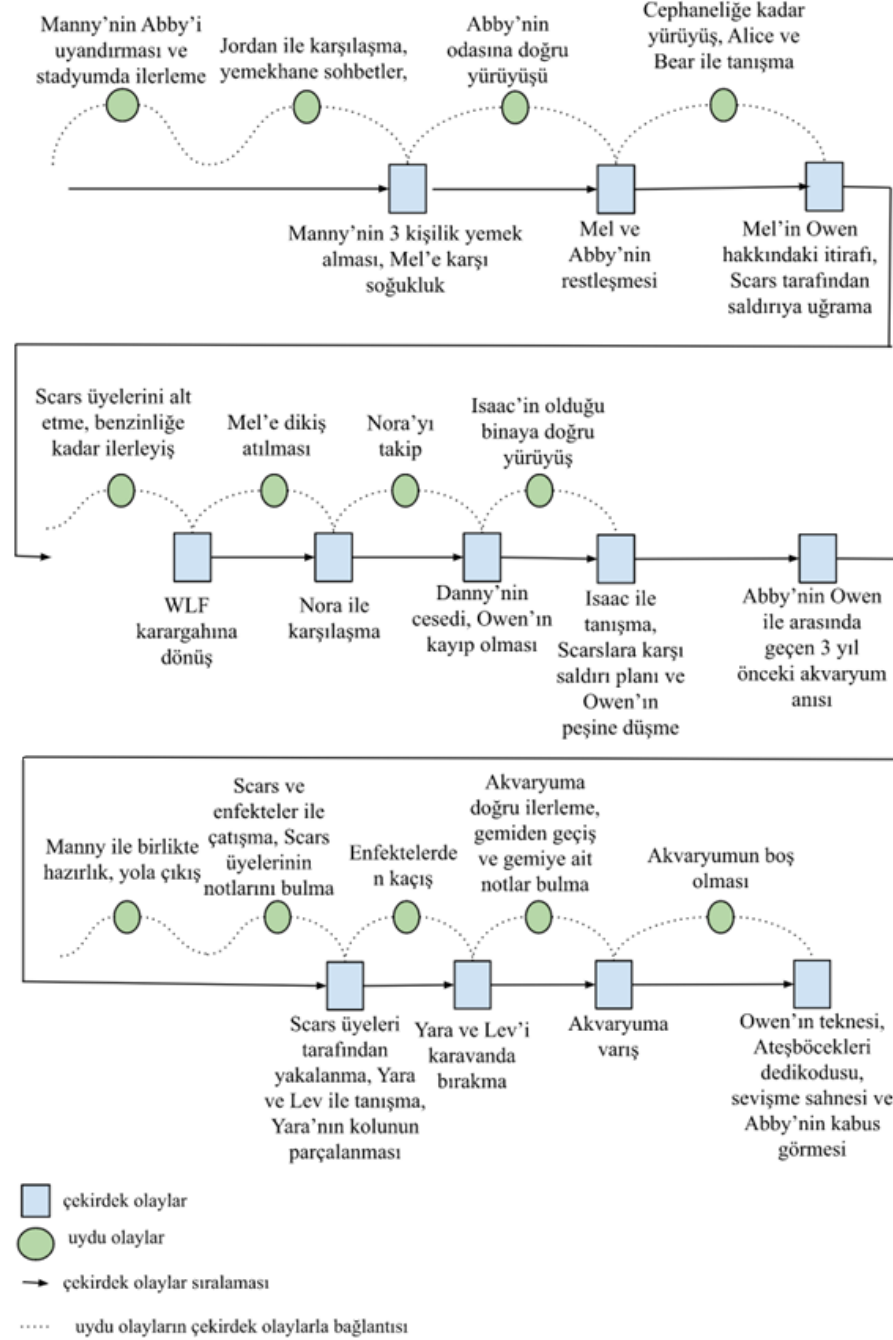 Manny'nin Abby'i
uyandırması ve
stadyumda ilerleme
Jordan ile karşılaşma,
yemekhane sohbetler,
Abby'nin
odasına doğru
yürüyüşü
Cephaneliğe kadar
yürüyüş, Alice ve
Bear ile tanışma
Manny'nin 3 kişilik yemek
alması, Mel'e karşı
soğukluk
Mel ve
Abby'nin
restleşmesi
Mel'in Owen
hakkındaki itirafı,
Scars tarafından
saldırıya uğrama
Scars üyelerini alt
etme, benzinliğe
kadar ilerleyiş
Mel'e dikiş
atılması
Nora'yı
takip
Isaac'in olduğu
binaya doğru
yürüyüş
WLF
karargahına
dönüş
Nora ile
karşılaşma
Danny'nin
cesedi, Owen'ın
kayıp olması
Isaac ile
tanışma,
Scarslara karşı
saldırı planı ve
Owen'ın
peşine düşme
Abby'nin Owen
ile arasında
geçen 3 yıl
önceki akvaryum
anısı
Manny ile birlikte
hazırlık, yola çıkış
Scars ve
enfekteler ile
çatışma, Scars
üyelerinin
notlarını bulma
Enfektelerde
n kaçış
Akvaryuma
doğru ilerleme,
gemiden geçiş
ve gemiye ait
notlar bulma
Akvaryumun boş
olması
Scars üyeleri
tarafından
yakalanma, Yara
ve Lev ile tanışma,
Yara'nın kolunun
parçalanması
Yara ve Lev'i
karavanda
bırakma
Akvaryuma
varış
Owen'ın teknesi,
Ateşböcekleri
dedikodusu,
sevişme sahnesi ve
Abby'nin kabus
görmesi
çekirdek olaylar
uydu olaylar
çekirdek olaylar sıralaması
uydu olayların çekirdek olaylarla bağlantısı